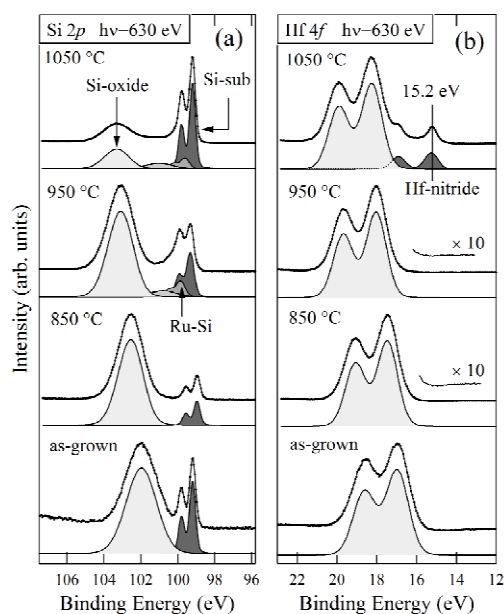 Si 2p hν−630 eV (a)
1050 °C
Si-oxide
Si-sub
950 °C
Ru-Si
850 °C
as-grown
106 104 102 100 98 96
Binding Energy (eV)
Intensity (arb. units)
Hf 4f hν−630 eV (b)
1050 °C
15.2 eV
Hf-nitride
950 °C
× 10
850 °C
× 10
as-grown
22 20 18 16 14 12
Binding Energy (eV)